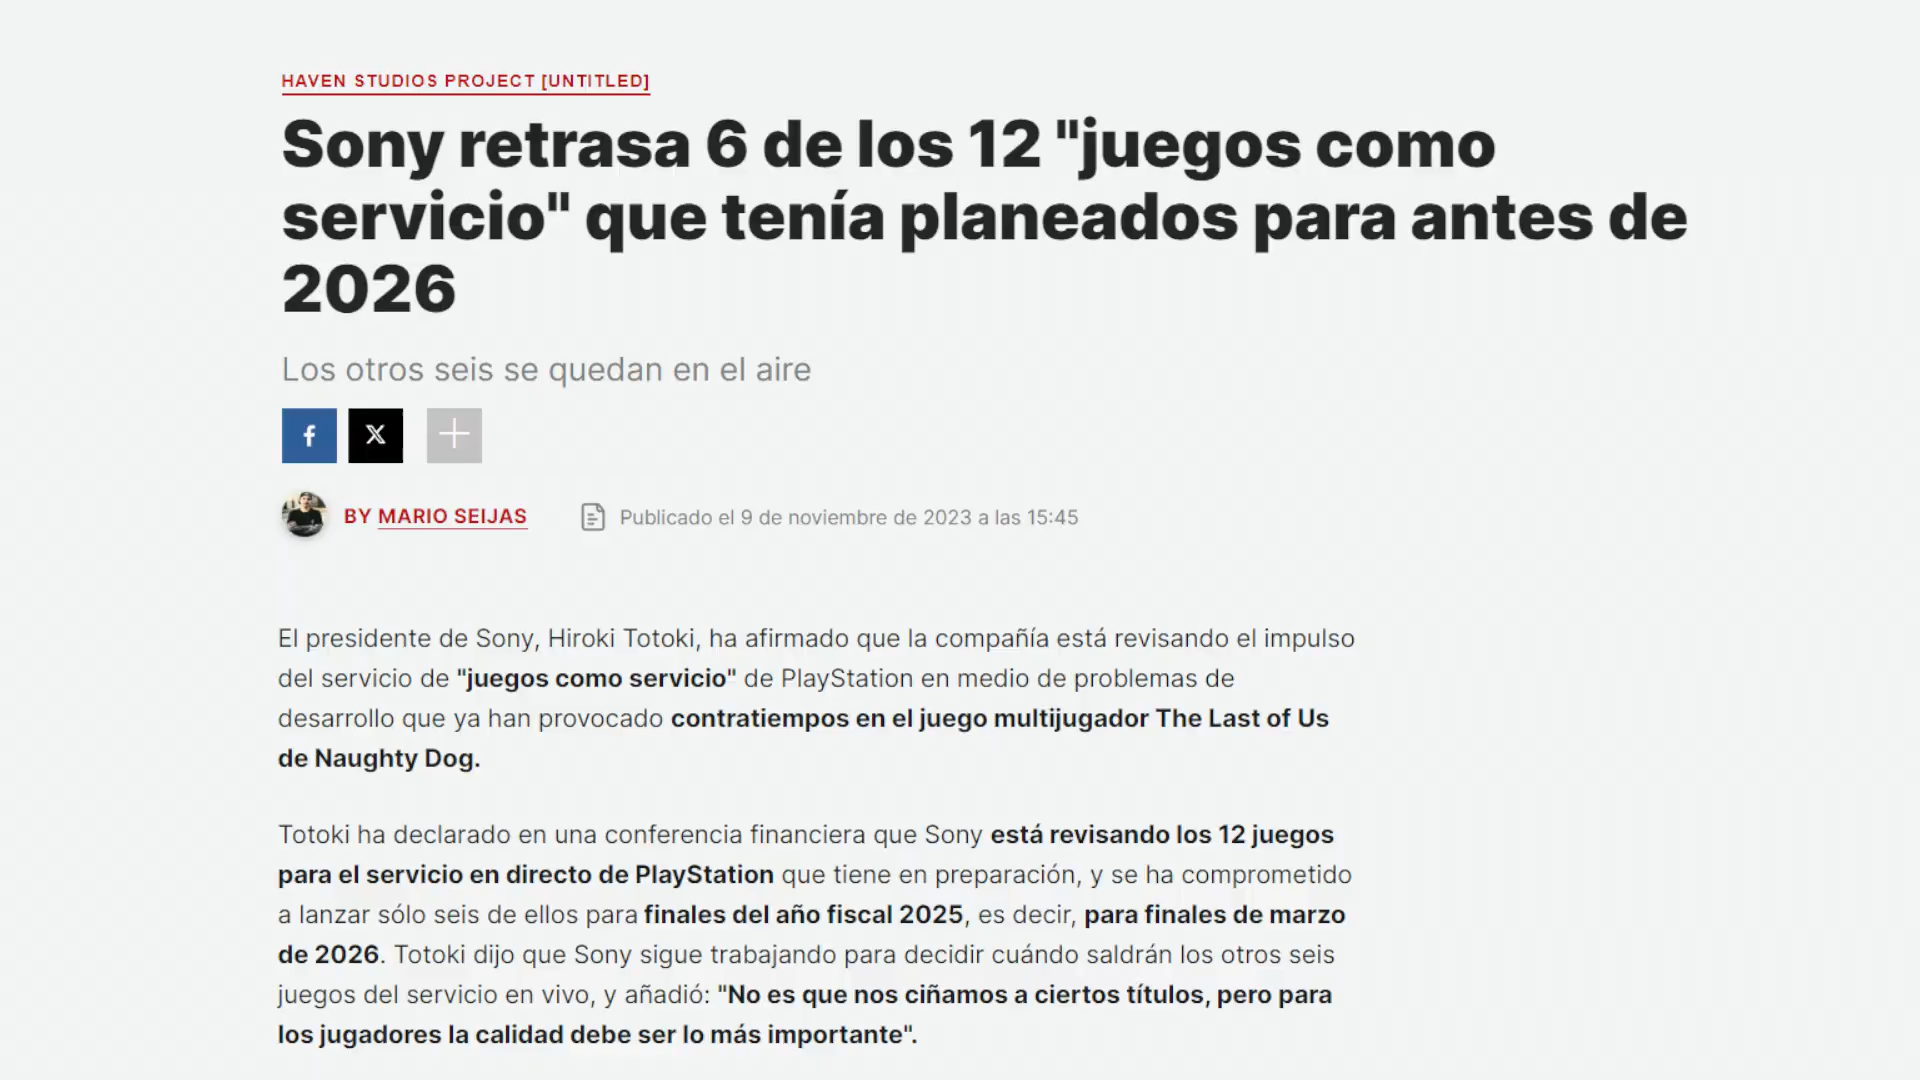 HAVEN STUDIOS PROJECT [UNTITLED]
Sony retrasa 6 de los 12 "juegos como
servicio" que tenía planeados para antes de
2026
Los otros seis se quedan en el aire
f X +
BY MARIO SEIJAS Publicado el 9 de noviembre de 2023 a las 15:45
El presidente de Sony, Hiroki Totoki, ha afirmado que la compañía está revisando el impulso
del servicio de "juegos como servicio" de PlayStation en medio de problemas de
desarrollo que ya han provocado contratiempos en el juego multijugador The Last of Us
de Naughty Dog.
Totoki ha declarado en una conferencia financiera que Sony está revisando los 12 juegos
para el servicio en directo de PlayStation que tiene en preparación, y se ha comprometido
a lanzar sólo seis de ellos para finales del año fiscal 2025, es decir, para finales de marzo
de 2026. Totoki dijo que Sony sigue trabajando para decidir cuándo saldrán los otros seis
juegos del servicio en vivo, y añadió: "No es que nos ciñamos a ciertos títulos, pero para
los jugadores la calidad debe ser lo más importante".